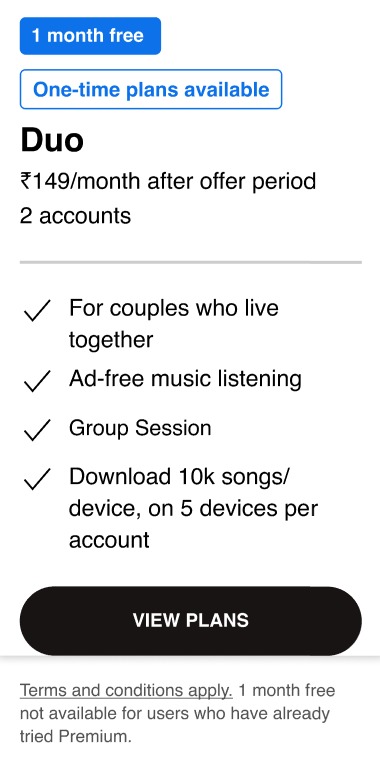 1 month free
One-time plans available
Duo
₹149/month after offer period
2 accounts
For couples who live
together
Ad-free music listening
Group Session
Download 10k songs/
device, on 5 devices per
account
VIEW PLANS
Terms and conditions apply. 1 month free
not available for users who have already
tried Premium.